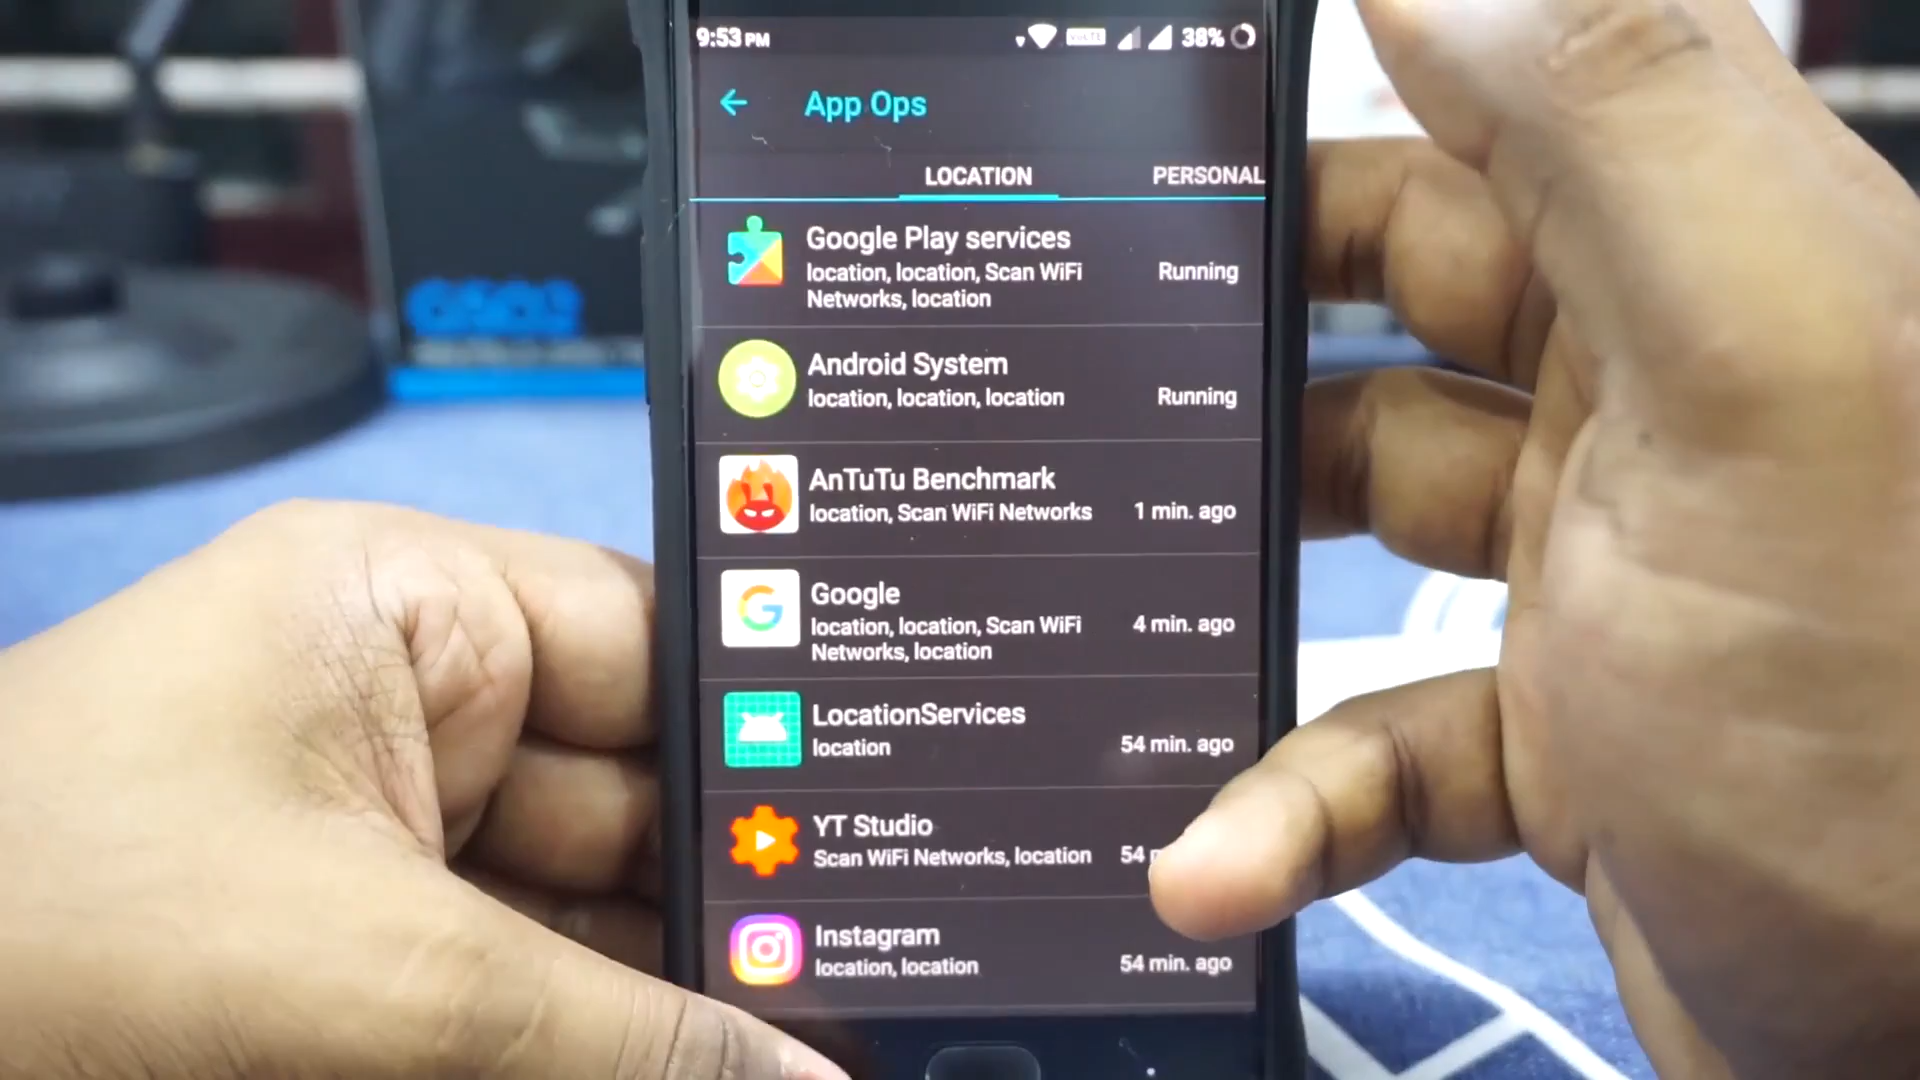 9:53 PM VoLTE 38%
App Ops
LOCATION PERSONAL
Google Play services
location, location, Scan WiFi
Networks, location
Running
Android System
location, location, location
Running
AnTuTu Benchmark
location, Scan WiFi Networks
1 min. ago
Google
location, location, Scan WiFi
Networks, location
4 min. ago
LocationServices
location
54 min. ago
YT Studio
Scan WiFi Networks, location
54
Instagram
location, location
54 min. ago